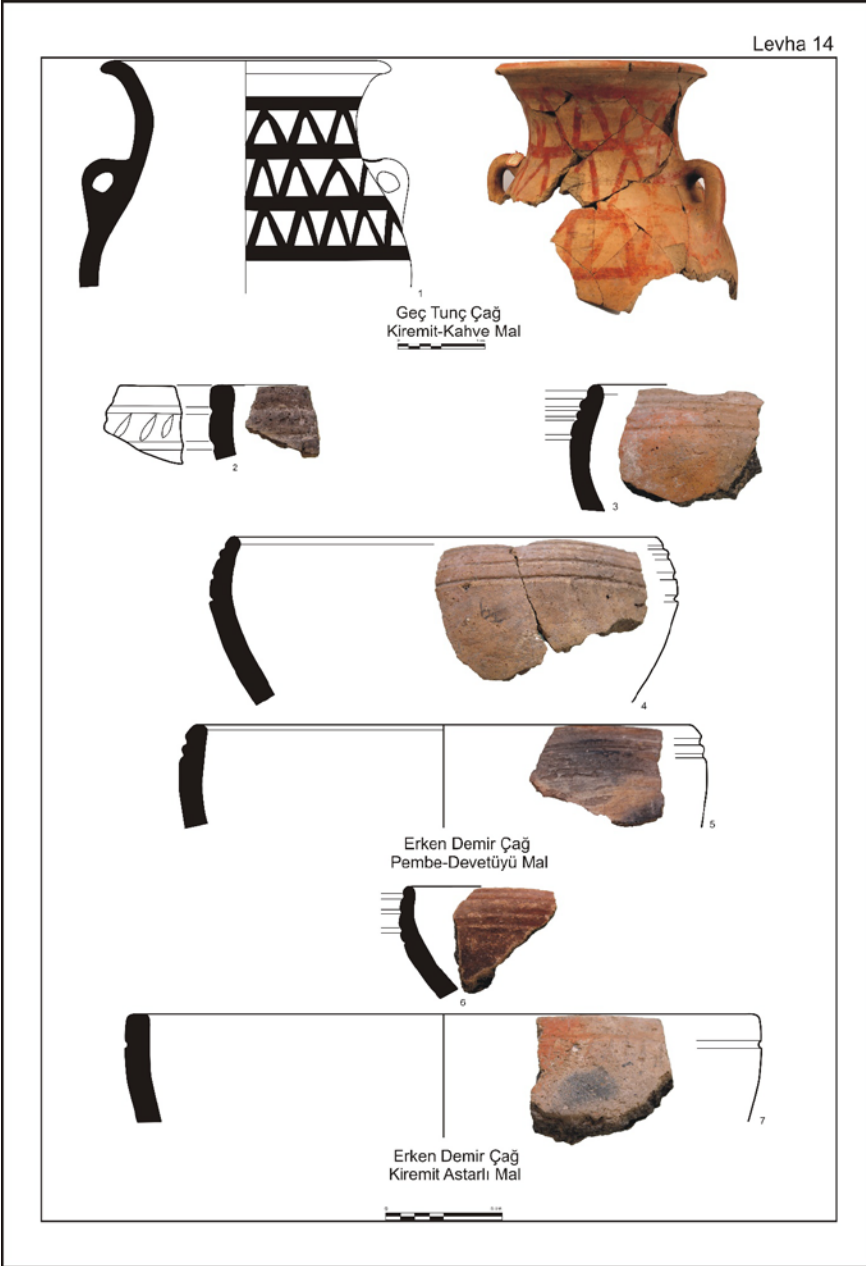 Levha 14
1
Geç Tunç Çağ
Kiremit-Kahve Mal
2
3
4
5
Erken Demir Çağ
Pembe-Devetüyü Mal
6
7
Erken Demir Çağ
Kiremit Astarlı Mal